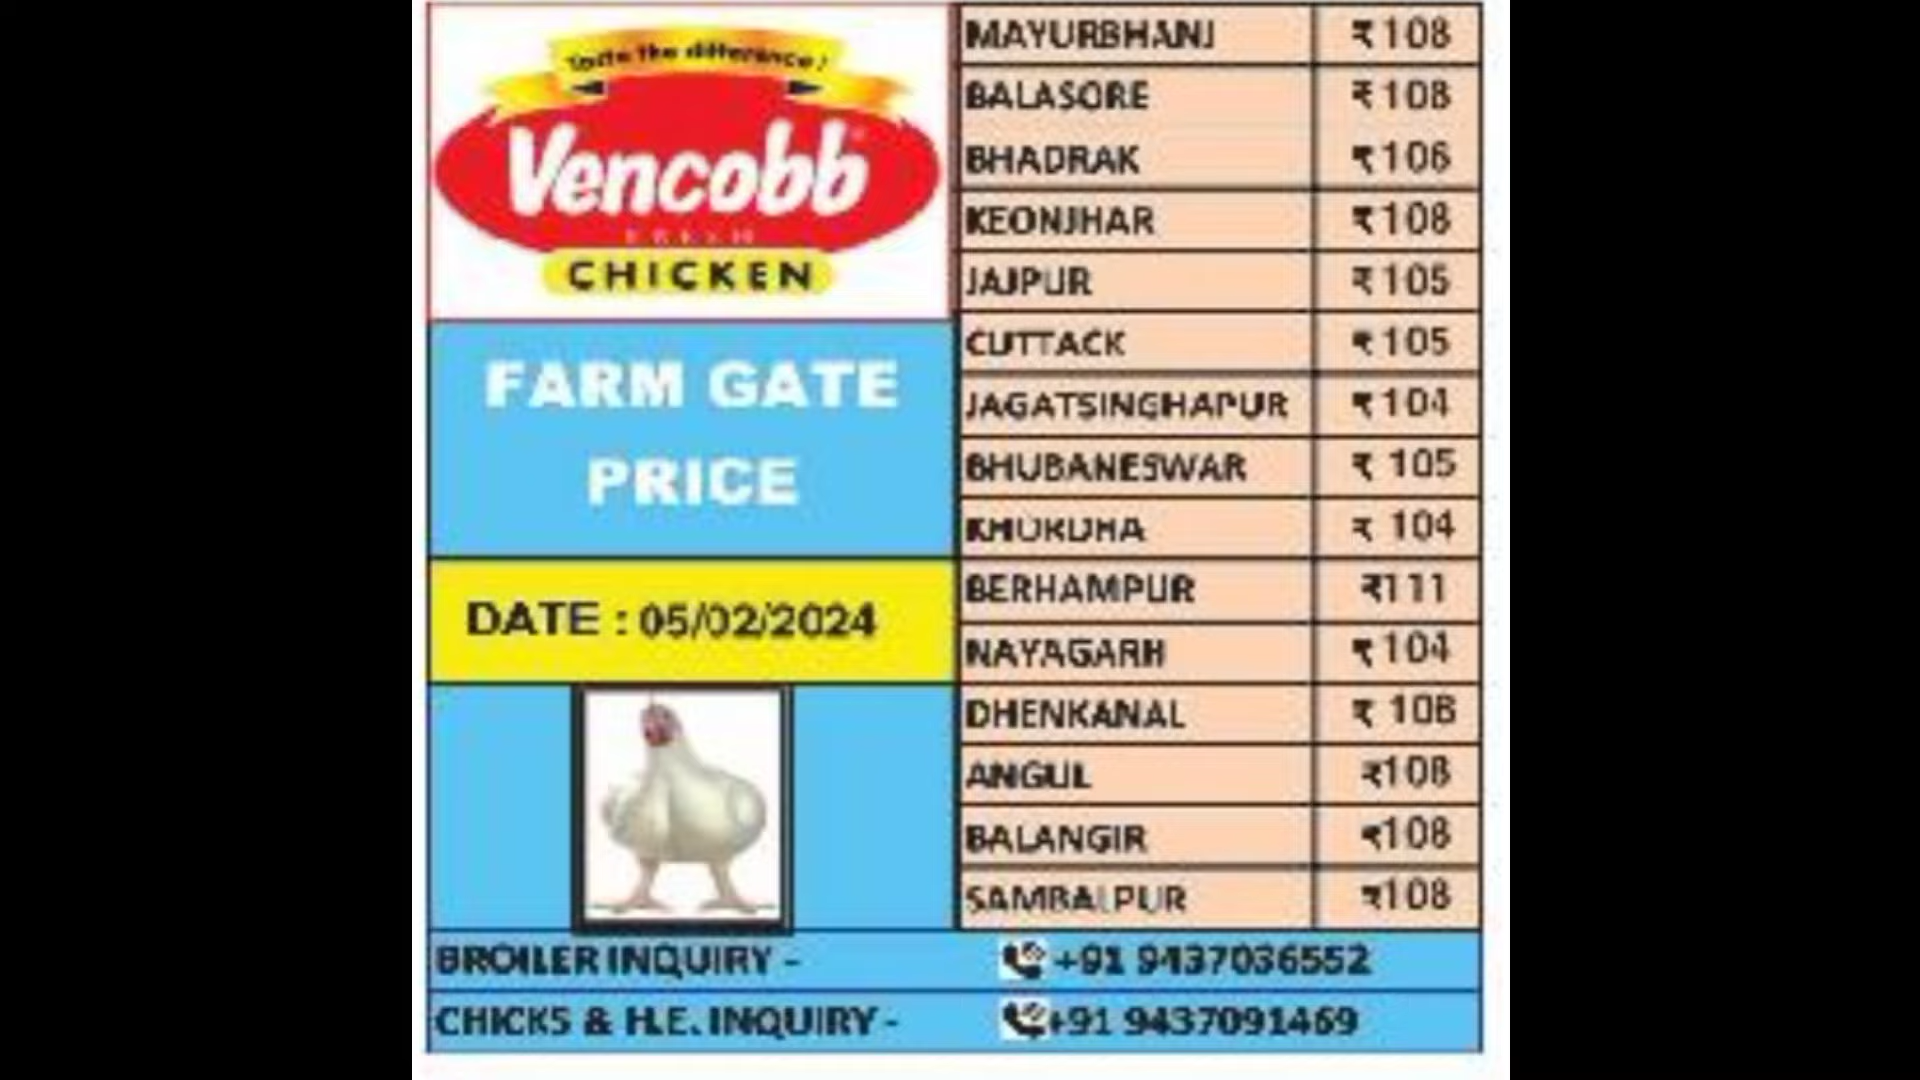 Taste the difference!
Vencobb
FRESH
CHICKEN
FARM GATE
PRICE
DATE : 05/02/2024
MAYURBHANJ ₹108
BALASORE ₹108
BHADRAK ₹106
KEONJHAR ₹108
JAJPUR ₹105
CUTTACK ₹105
JAGATSINGHAPUR ₹104
BHUBANESWAR ₹ 105
KHURDHA ₹ 104
BERHAMPUR ₹111
NAYAGARH ₹104
DHENKANAL ₹ 108
ANGUL ₹108
BALANGIR ₹108
SAMBALPUR ₹108
BROILER INQUIRY - +91 9437036552
CHICKS & H.E. INQUIRY - +91 9437091469